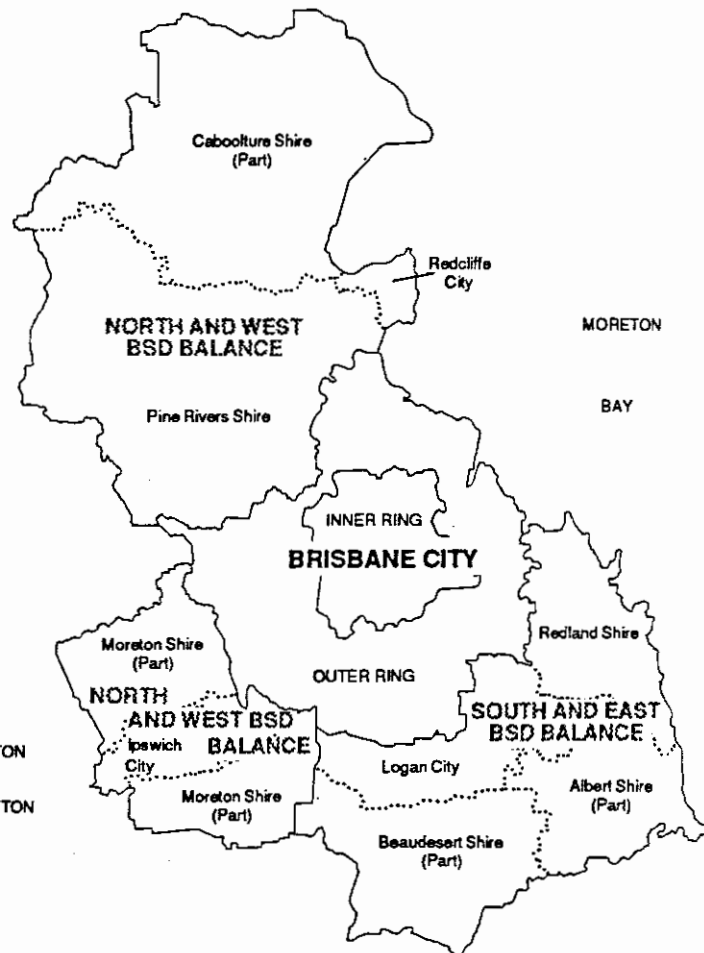 Caboolture Shire
(Part)
Redcliffe
City
NORTH AND WEST
BSD BALANCE
MORETON
BAY
Pine Rivers Shire
INNER RING
BRISBANE CITY
Moreton Shire
(Part)
Redland Shire
OUTER RING
NORTH
AND WEST BSD
BALANCE
SOUTH AND EAST
BSD BALANCE
Ipswich
City
TON
Logan City
Moreton Shire
(Part)
Albert Shire
(Part)
TON
Beaudesert Shire
(Part)